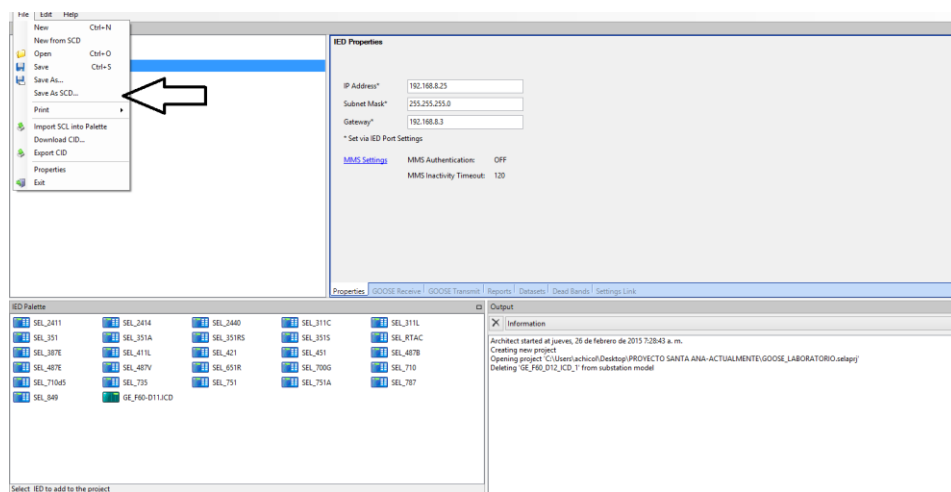 File Edit Help
New Ctrl+N
New from SCD
Open Ctrl+O
Save Ctrl+S
Save As...
Save As SCD...
Print
Import SCL into Palette
Download CID...
Export CID
Properties
Exit
IED Properties
IP Address* 192.168.8.25
Subnet Mask* 255.255.255.0
Gateway* 192.168.8.3
* Set via IED Port Settings
MMS Settings MMS Authentication: OFF
MMS Inactivity Timeout: 120
Properties GOOSE Receive GOOSE Transmit Reports Datasets Dead Bands Settings Link
IED Palette
SEL_2411 SEL_2414 SEL_2440 SEL_311C SEL_311L
SEL_351 SEL_351A SEL_351RS SEL_351S SEL_RTAC
SEL_387E SEL_411L SEL_421 SEL_451 SEL_487B
SEL_487E SEL_487V SEL_651R SEL_700G SEL_710
SEL_710d5 SEL_735 SEL_751 SEL_751A SEL_787
SEL_849 GE_F60-D11.ICD
Select IED to add to the project
Output
Information
Architect started at jueves, 26 de febrero de 2015 7:28:43 a. m.
Creating new project
Opening project 'C:\Users\achicol\Desktop\PROYECTO SANTA ANA-ACTUALMENTE\GOOSE_LABORATORIO.selaprj'
Deleting 'GE_F60_D12_ICD_1' from substation model